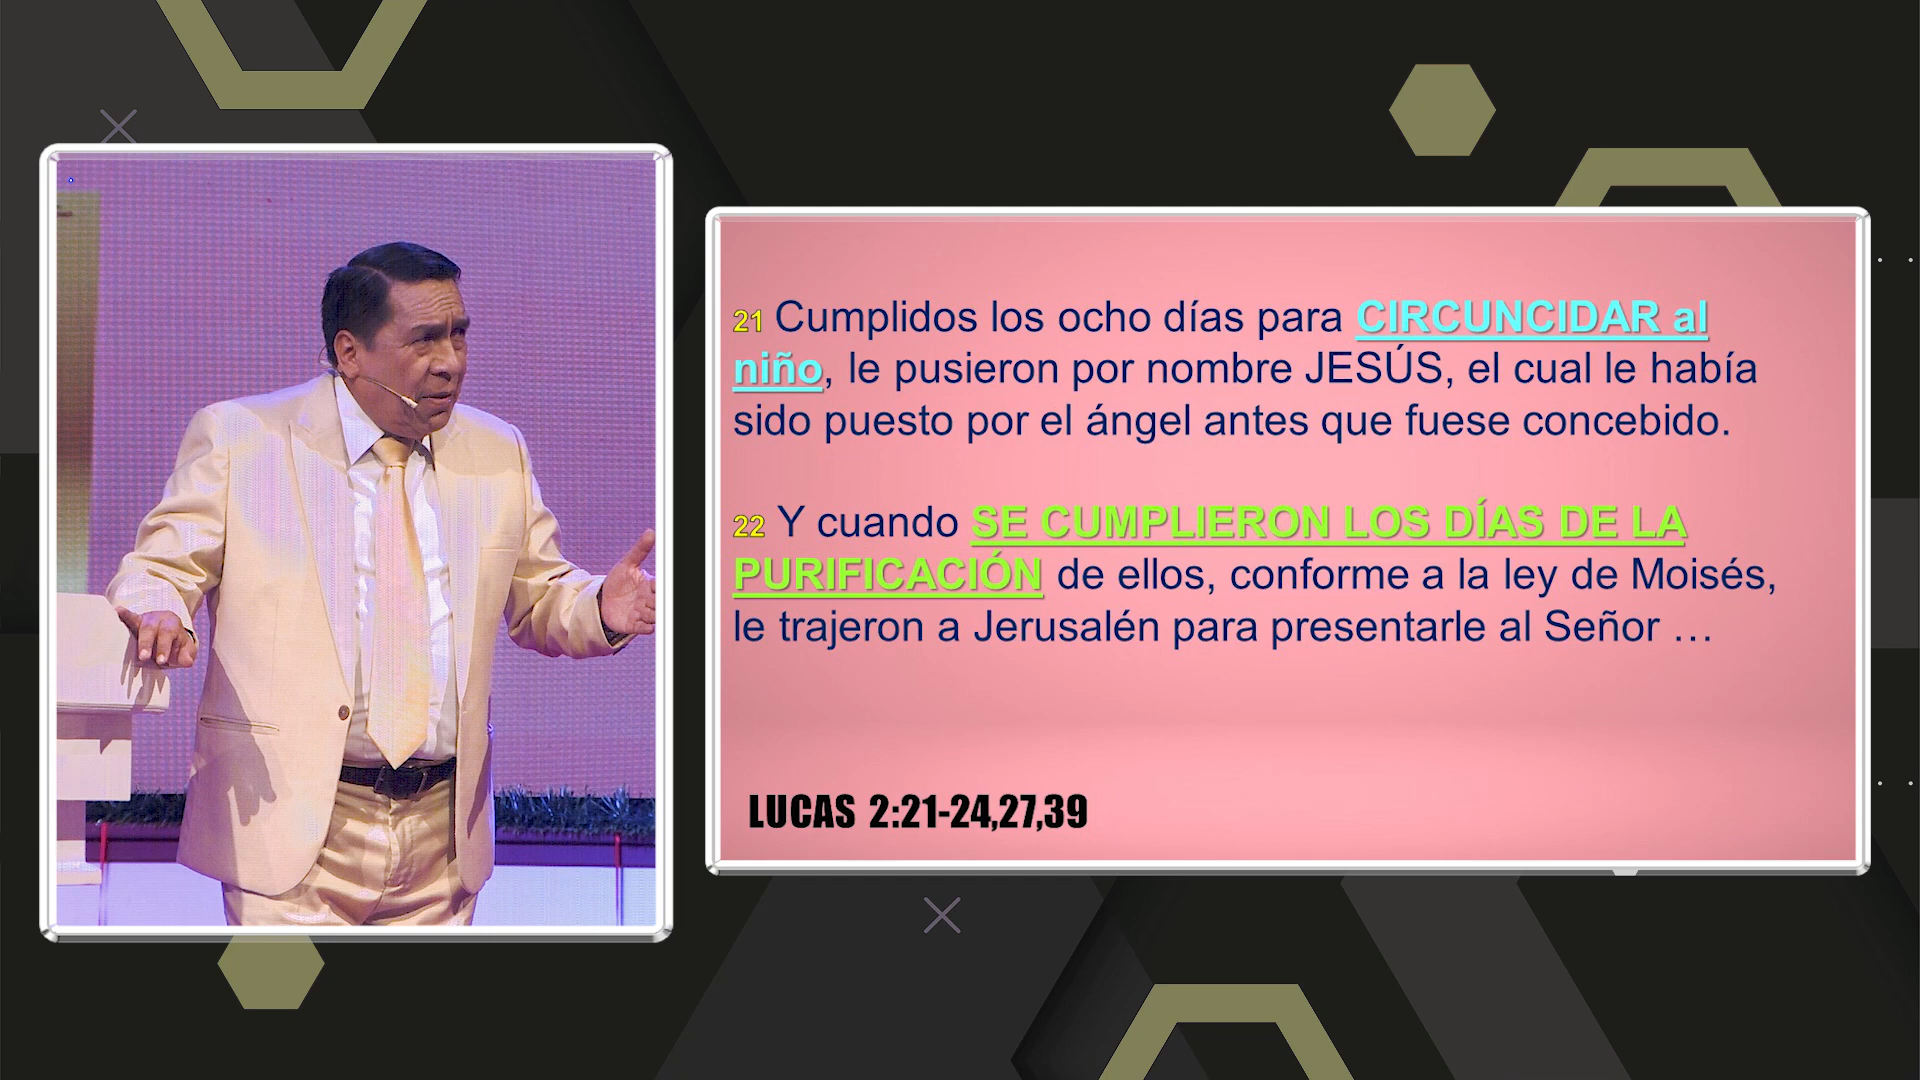 21 Cumplidos los ocho días para CIRCUNCIDAR al
niño, le pusieron por nombre JESÚS, el cual le había
sido puesto por el ángel antes que fuese concebido.
22 Y cuando SE CUMPLIERON LOS DÍAS DE LA
PURIFICACIÓN de ellos, conforme a la ley de Moisés,
le trajeron a Jerusalén para presentarle al Señor …
LUCAS 2:21-24,27,39